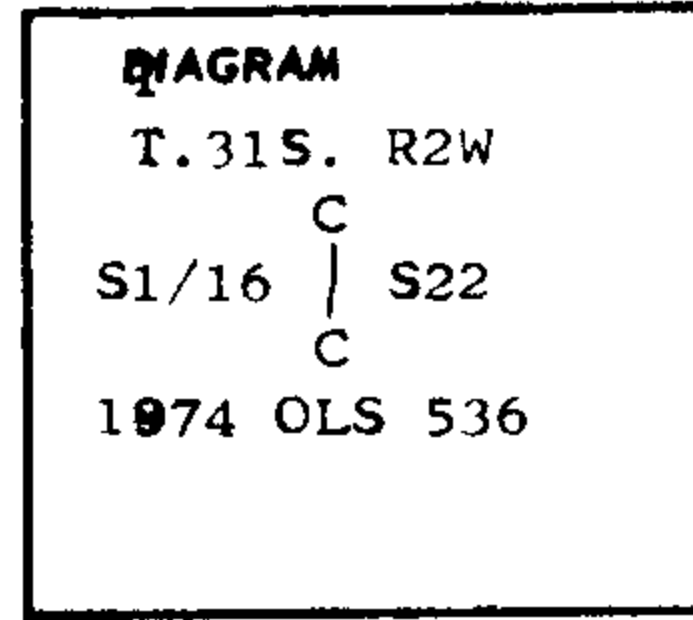 DIAGRAM
T.31S. R2W
C
S1/16 | S22
C
1974 OLS 536